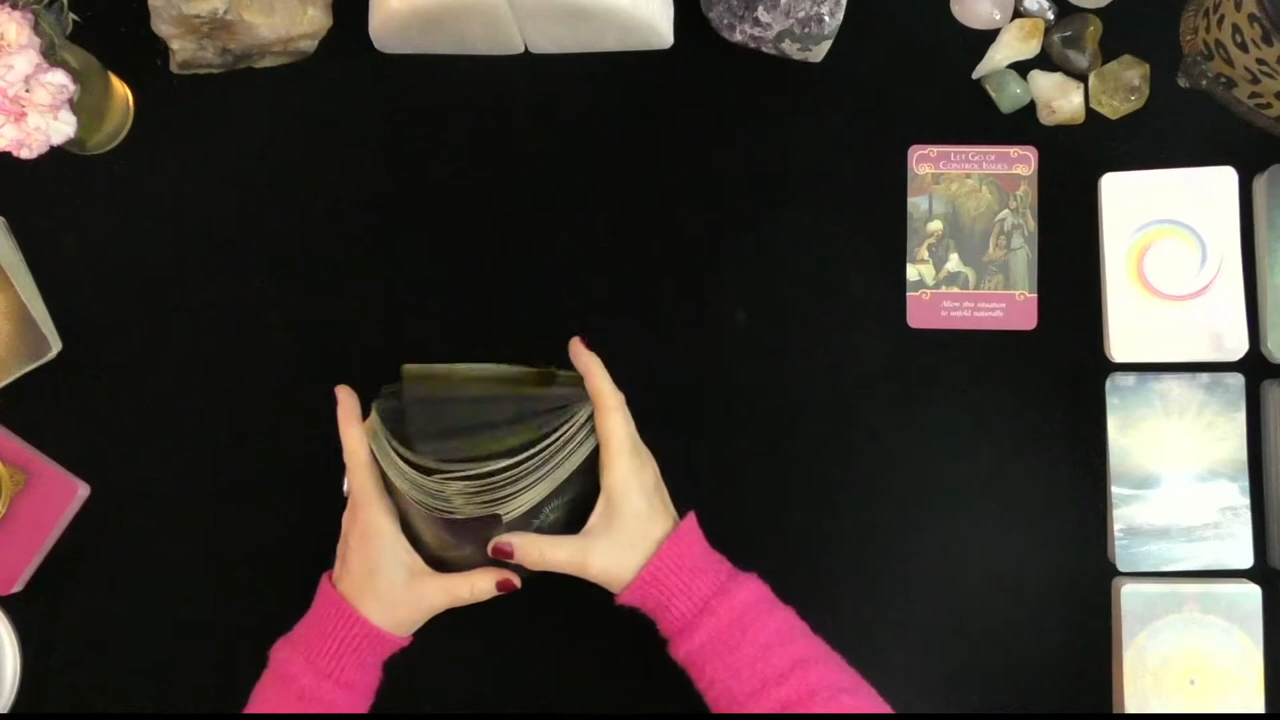 LET GO OF
CONTROL ISSUES
Allow this situation
to unfold naturally